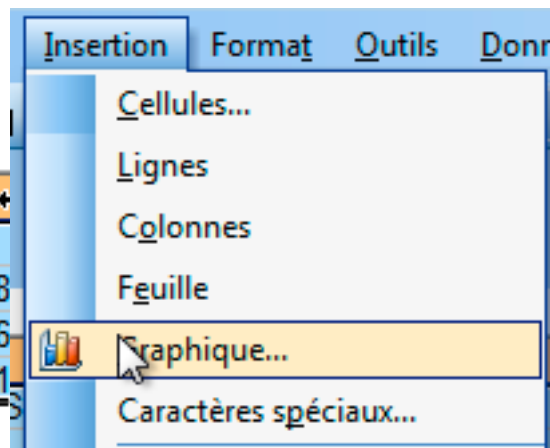 Insertion Format Outils Donn
Cellules...
Lignes
Colonnes
Feuille
Graphique...
Caractères spéciaux...